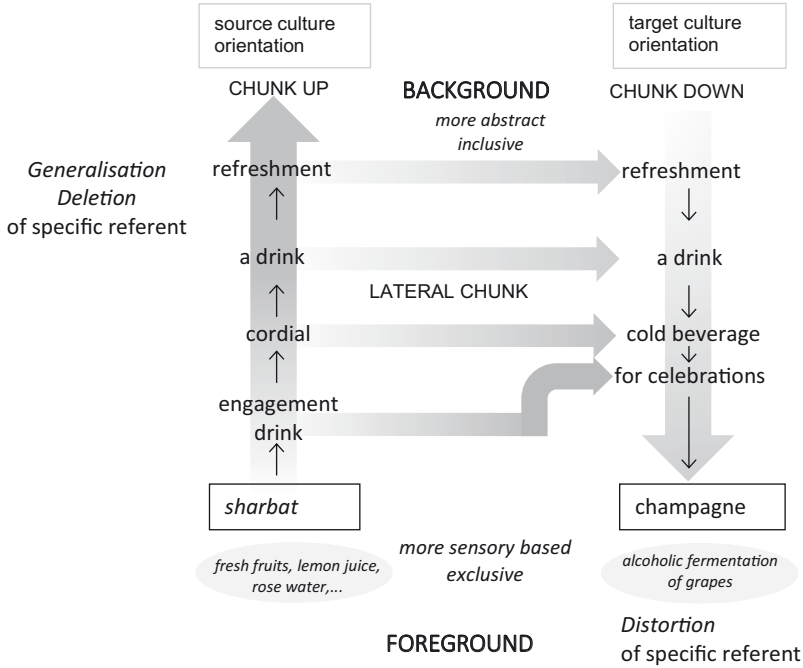 source culture
orientation
target culture
orientation
CHUNK UP
BACKGROUND
CHUNK DOWN
more abstract
inclusive
Generalisation
Deletion
of specific referent
refreshment
refreshment
a drink
a drink
LATERAL CHUNK
cordial
cold beverage
for celebrations
engagement
drink
sharbat
champagne
fresh fruits, lemon juice,
rose water,...
more sensory based
exclusive
alcoholic fermentation
of grapes
FOREGROUND
Distortion
of specific referent